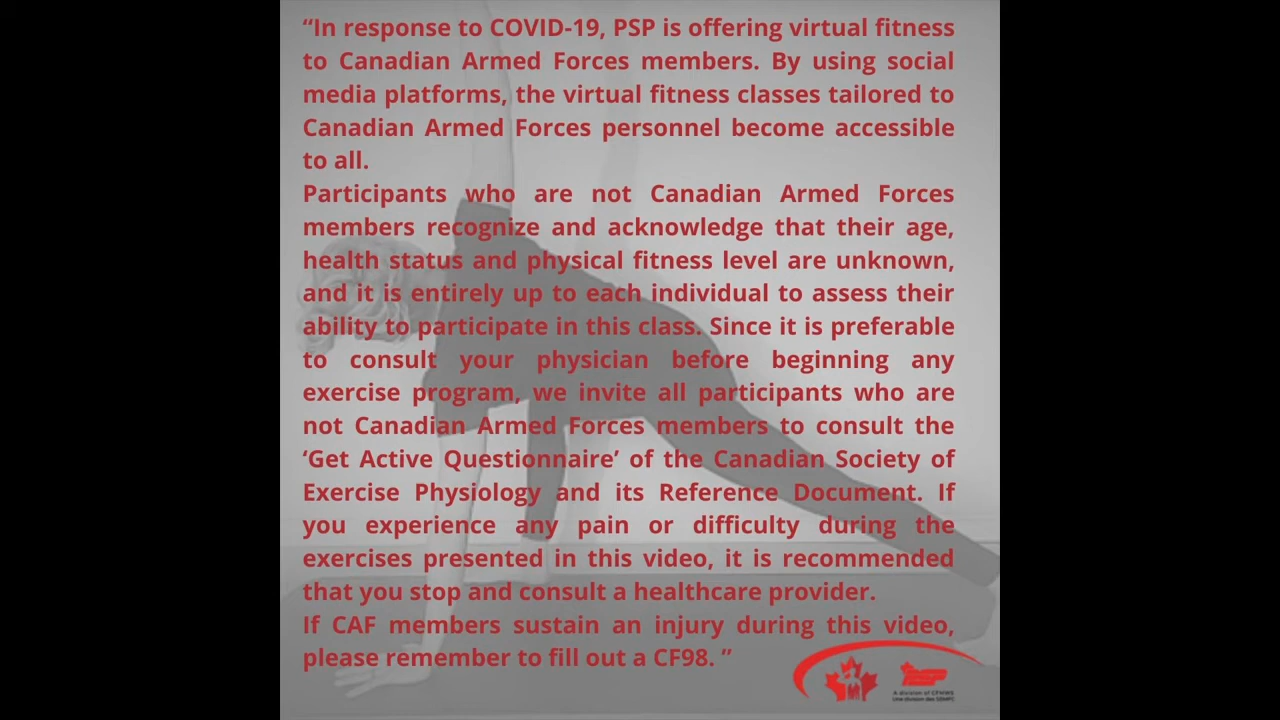 “In response to COVID-19, PSP is offering virtual fitness
to Canadian Armed Forces members. By using social
media platforms, the virtual fitness classes tailored to
Canadian Armed Forces personnel become accessible
to all.
Participants who are not Canadian Armed Forces
members recognize and acknowledge that their age,
health status and physical fitness level are unknown,
and it is entirely up to each individual to assess their
ability to participate in this class. Since it is preferable
to consult your physician before beginning any
exercise program, we invite all participants who are
not Canadian Armed Forces members to consult the
‘Get Active Questionnaire’ of the Canadian Society of
Exercise Physiology and its Reference Document. If
you experience any pain or difficulty during the
exercises presented in this video, it is recommended
that you stop and consult a healthcare provider.
If CAF members sustain an injury during this video,
please remember to fill out a CF98. ”
A division of CFMWS
Une division des SBMFC